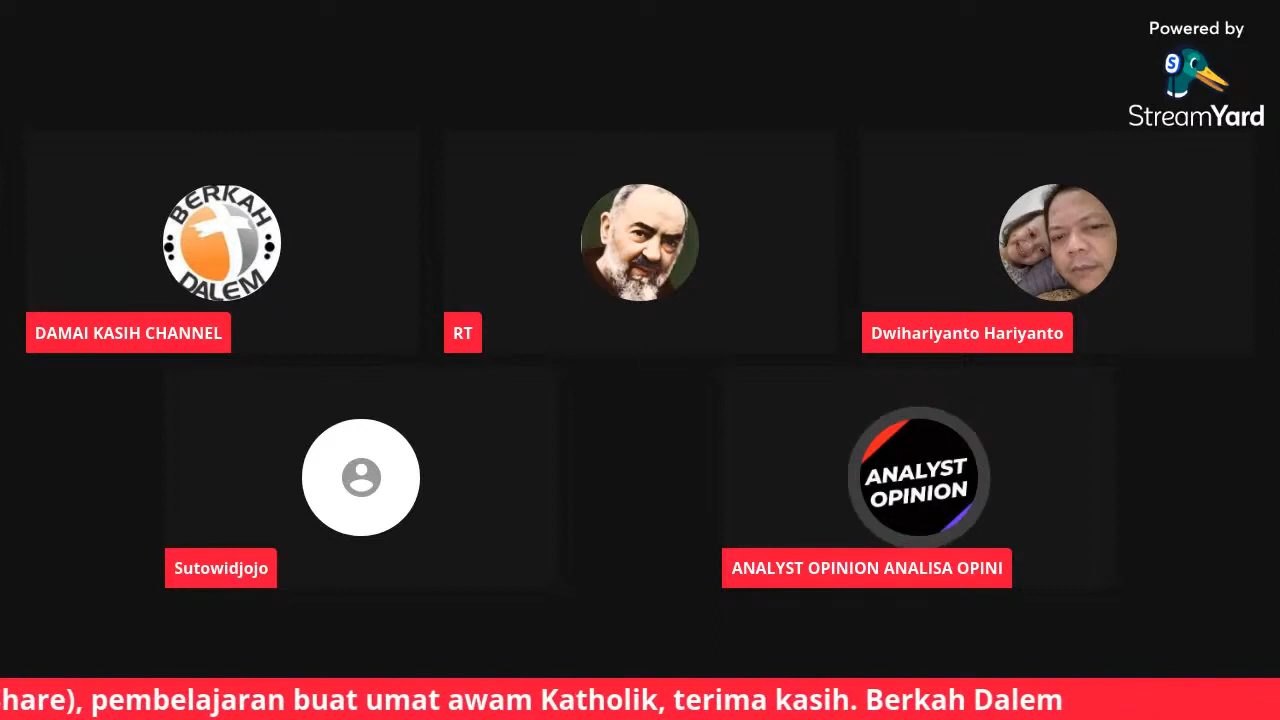 Powered by
S
StreamYard
BERKAH
DALEM
DAMAI KASIH CHANNEL
RT
Dwihariyanto Hariyanto
ANALYST
OPINION
Sutowidjojo
ANALYST OPINION ANALISA OPINI
hare), pembelajaran buat umat awam Katholik, terima kasih. Berkah Dalem